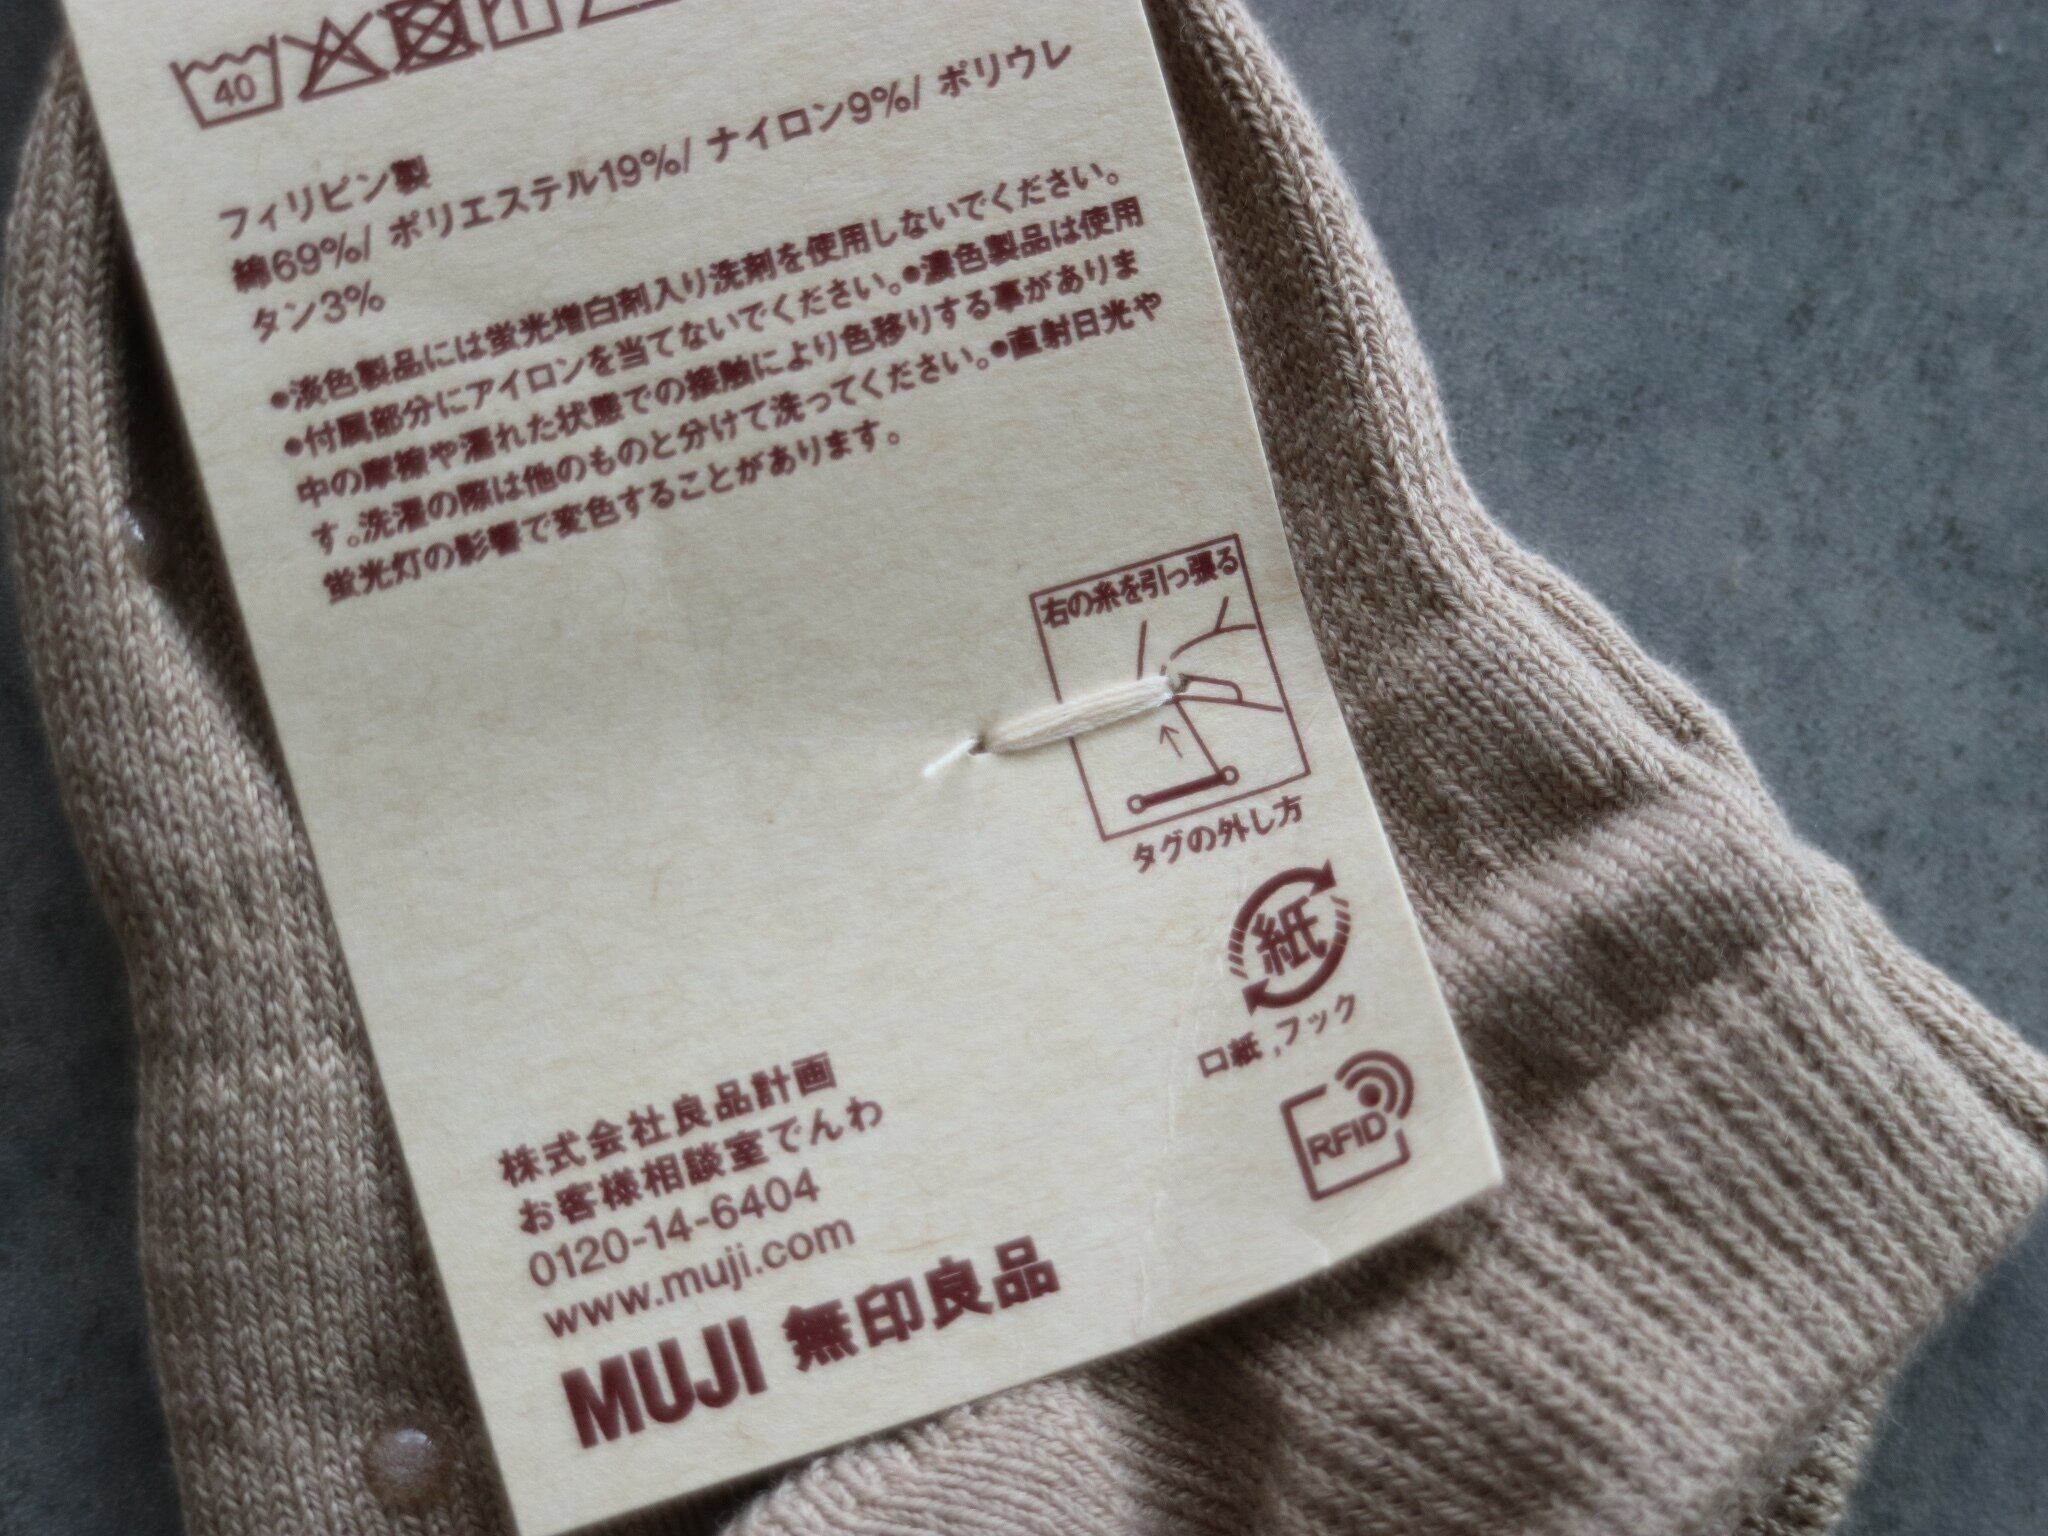 40
フィリピン製
綿69%/ ポリエステル19%/ ナイロン9%/ ポリウレ
タン3%
●淡色製品には蛍光増白剤入り洗剤を使用しないでください。
●付属部分にアイロンを当てないでください。●濃色製品は使用
中の摩擦や濡れた状態での接触により色移りする事がありま
す。洗濯の際は他のものと分けて洗ってください。●直射日光や
蛍光灯の影響で変色することがあります。
右の糸を引っ張る
タグの外し方
紙
口紙,フック
RFID
株式会社良品計画
お客様相談室でんわ
0120-14-6404
www.muji.com
MUJI 無印良品